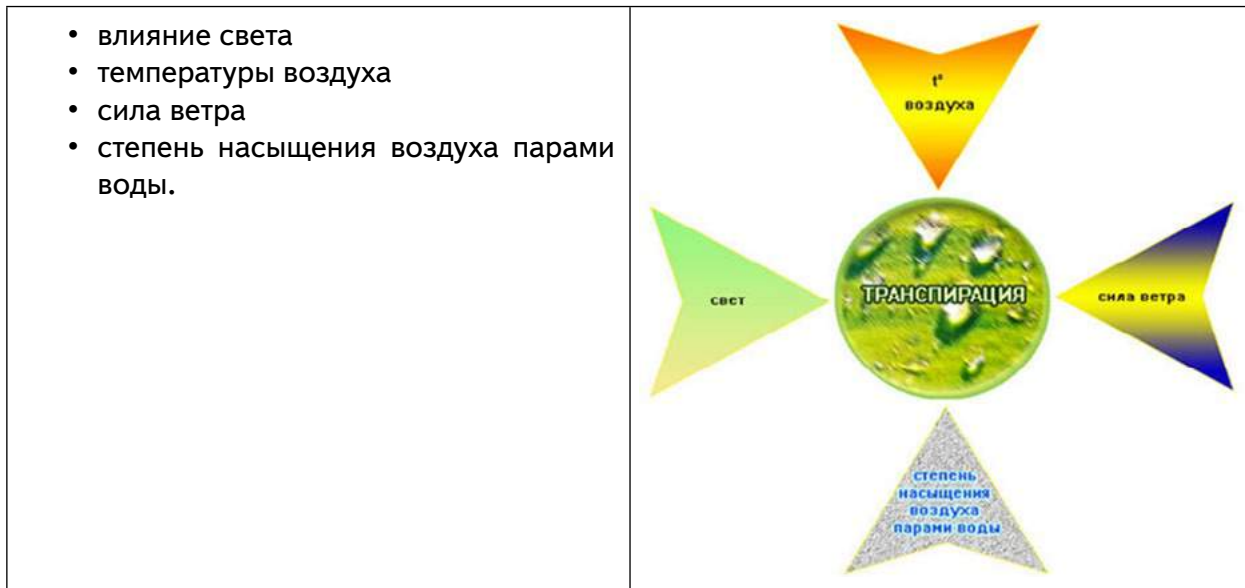 • влияние света
• температуры воздуха
• сила ветра
• степень насыщения воздуха парами
воды.
t°
воздуха
свет
ТРАНСПИРАЦИЯ
сила ветра
степень
насыщения
воздуха
парами воды